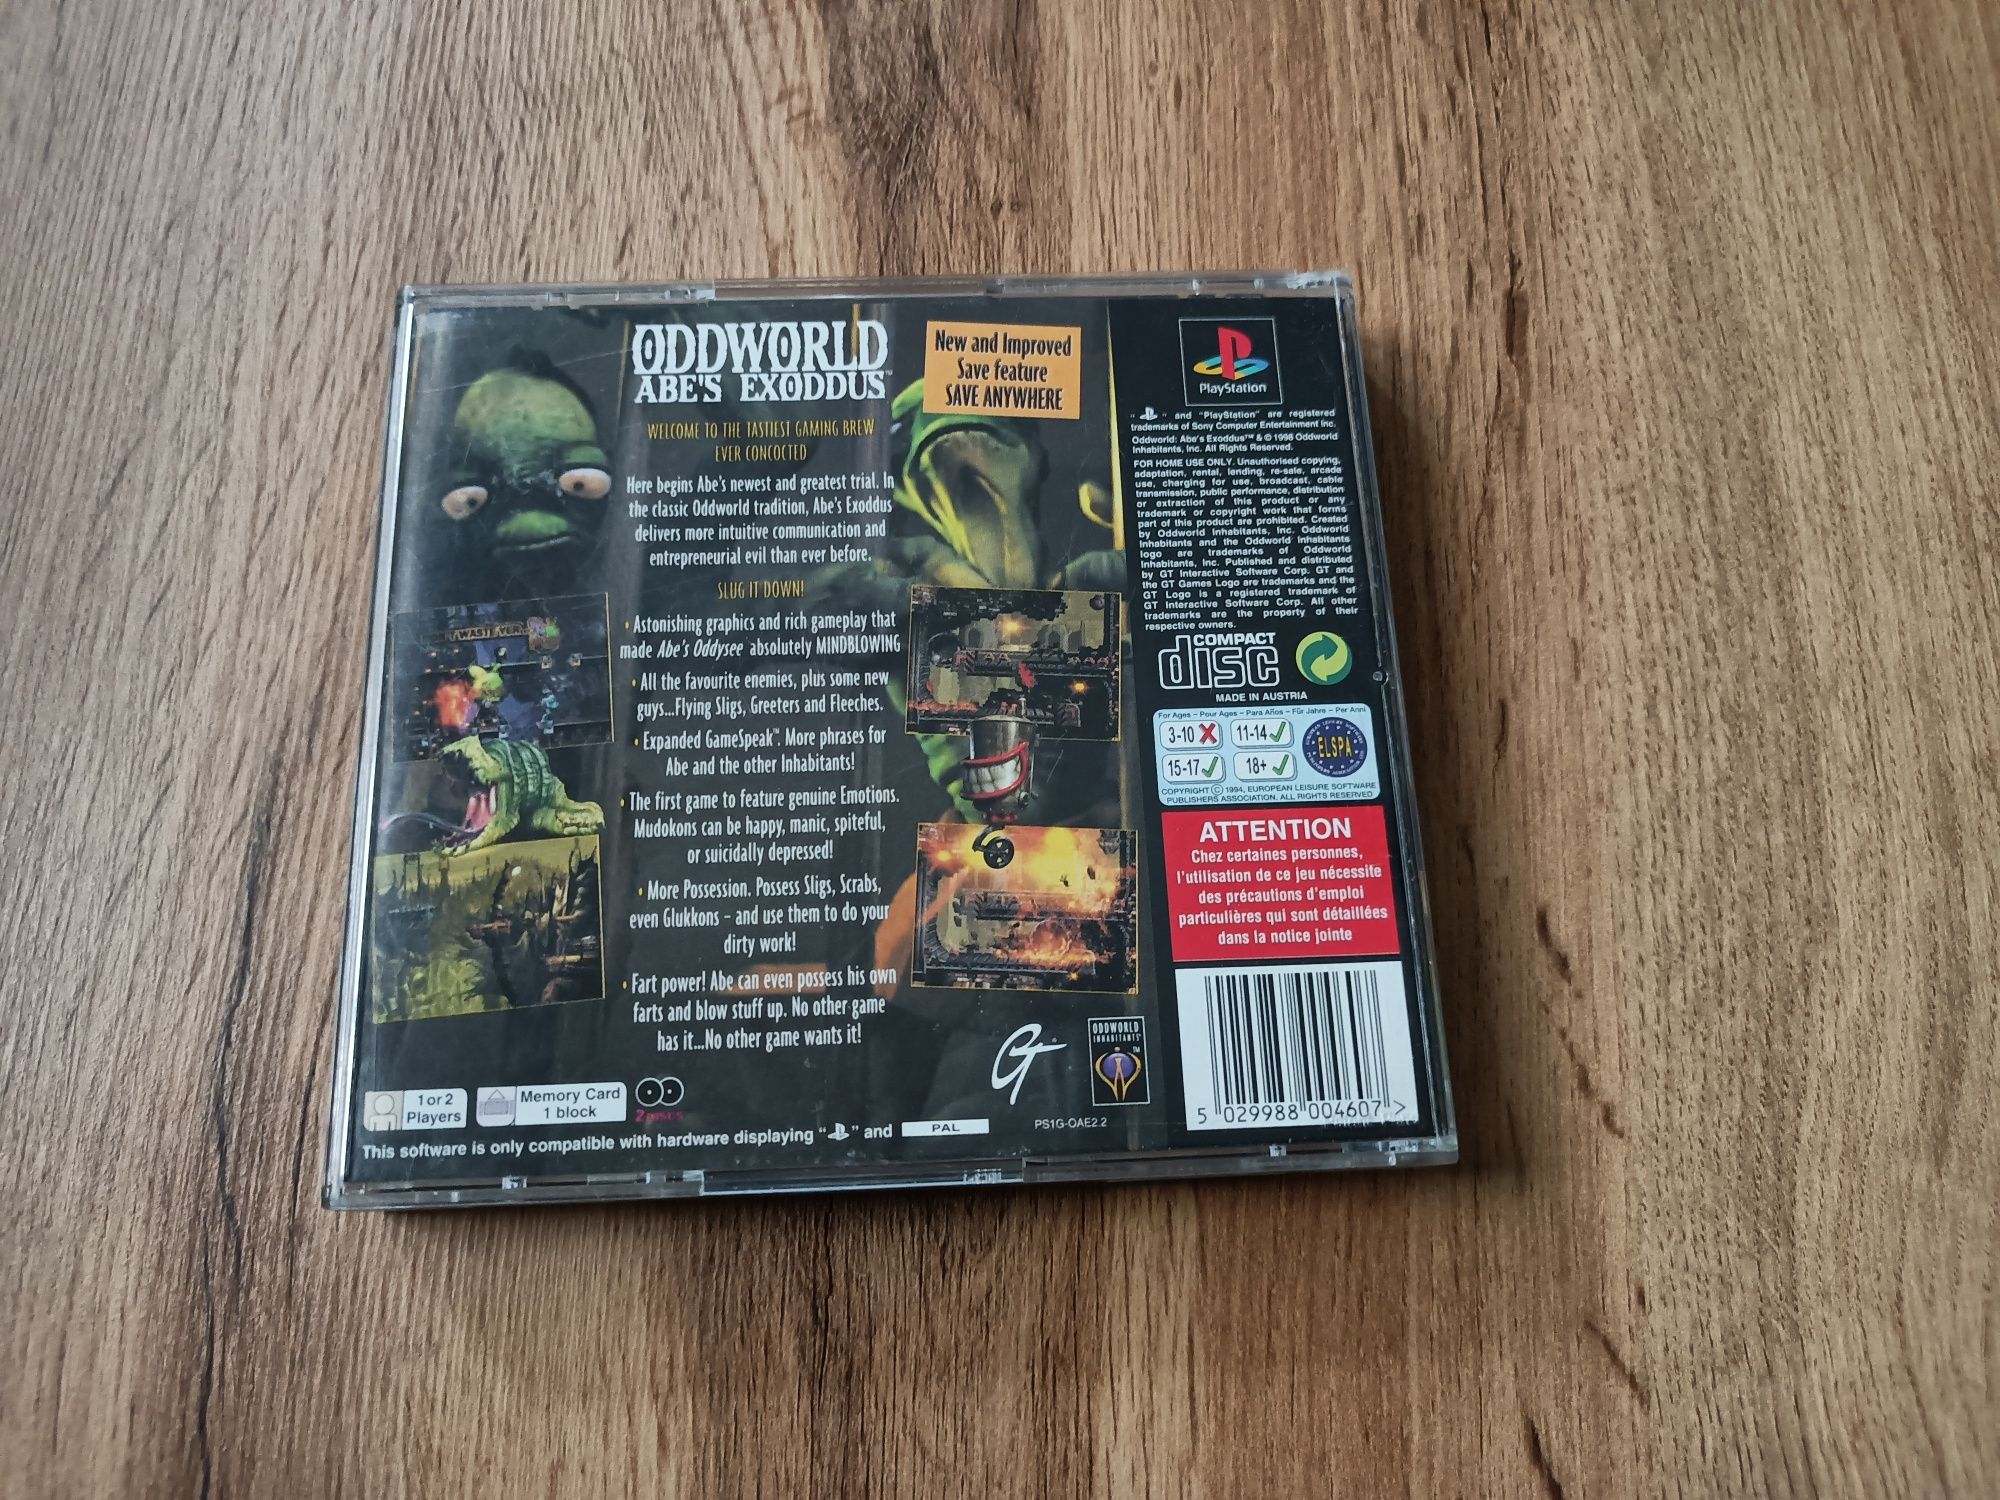 ODDWORLD
ABE'S EXODDUS™
New and Improved
Save feature
SAVE ANYWHERE
WELCOME TO THE TASTIEST GAMING BREW
EVER CONCOCTED
Here begins Abe's newest and greatest trial. In
the classic Oddworld tradition, Abe's Exoddus
delivers more intuitive communication and
entrepreneurial evil than ever before.
SLUG IT DOWN!
• Astonishing graphics and rich gameplay that
made Abe's Oddysee absolutely MINDBLOWING
• All the favourite enemies, plus some new
guys...Flying Sligs, Greeters and Fleeches.
• Expanded GameSpeak™. More phrases for
Abe and the other Inhabitants!
• The first game to feature genuine Emotions.
Mudokons can be happy, manic, spiteful,
or suicidally depressed!
• More Possession. Possess Sligs, Scrabs,
even Glukkons – and use them to do your
dirty work!
• Fart power! Abe can even possess his own
farts and blow stuff up. No other game
has it...No other game wants it!
1 or 2
Players
Memory Card
1 block
2 DISCS
This software is only compatible with hardware displaying " " and PAL
GT
ODDWORLD
INHABITANTS
PS1G-OAE2.2
PlayStation
" " and "PlayStation" are registered
trademarks of Sony Computer Entertainment Inc.
Oddworld: Abe's Exoddus™ & © 1998 Oddworld
Inhabitants, Inc. All Rights Reserved.
FOR HOME USE ONLY. Unauthorised copying,
adaptation, rental, lending, re-sale, arcade
use, charging for use, broadcast, cable
transmission, public performance, distribution
or extraction of this product or any
trademark or copyright work that forms
part of this product are prohibited. Created
by Oddworld Inhabitants, Inc. Oddworld
Inhabitants and the Oddworld Inhabitants
logo are trademarks of Oddworld
Inhabitants, Inc. Published and distributed
by GT Interactive Software Corp. GT and
the GT Games Logo are trademarks and the
GT Logo is a registered trademark of
GT Interactive Software Corp. All other
trademarks are the property of their
respective owners.
COMPACT
disc
MADE IN AUSTRIA
For Ages – Pour Ages – Para Años – Für Jahre – Per Anni
3-10 11-14
15-17 18+
ELSPA
COPYRIGHT © 1994, EUROPEAN LEISURE SOFTWARE
PUBLISHERS ASSOCIATION. ALL RIGHTS RESERVED
ATTENTION
Chez certaines personnes,
l'utilisation de ce jeu nécessite
des précautions d'emploi
particulières qui sont détaillées
dans la notice jointe
5 029988 004607 >